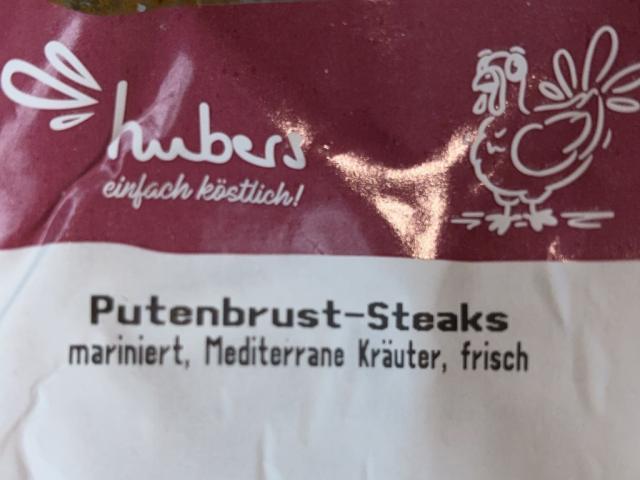 hubers
einfach köstlich!
Putenbrust-Steaks
mariniert, Mediterrane Kräuter, frisch